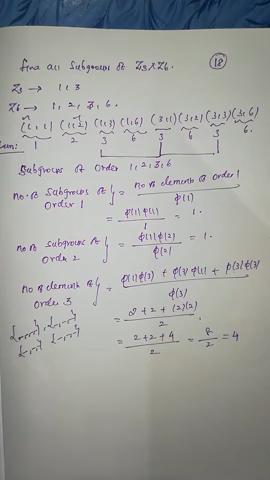 Find all subgroups of Z₃ x Z₆. (18)
Z₃ → 1, 3
Z₆ → 1, 2, 3, 6.
(1,1) (1,2) (1,3) (1,6) (3,1) (3,2) (3,3) (3,6)
Lcm: 1 2 3 6 3 6 3 6.
Subgroups of Order 1, 2, 3, 6
No. of Subgroups of Order 1 } = no of elements of order 1 / φ(1)
= φ(1) φ(1) / 1 = 1.
No of subgroups of Order 2 } = φ(1) φ(2) / φ(2) = 1.
No of elements of Order 3 } = φ(1) φ(3) + φ(3) φ(1) + φ(3) φ(3) / φ(3)
= 2 + 2 + (2)(2) / 2
= 2+2+4 / 2 = 8/2 = 4